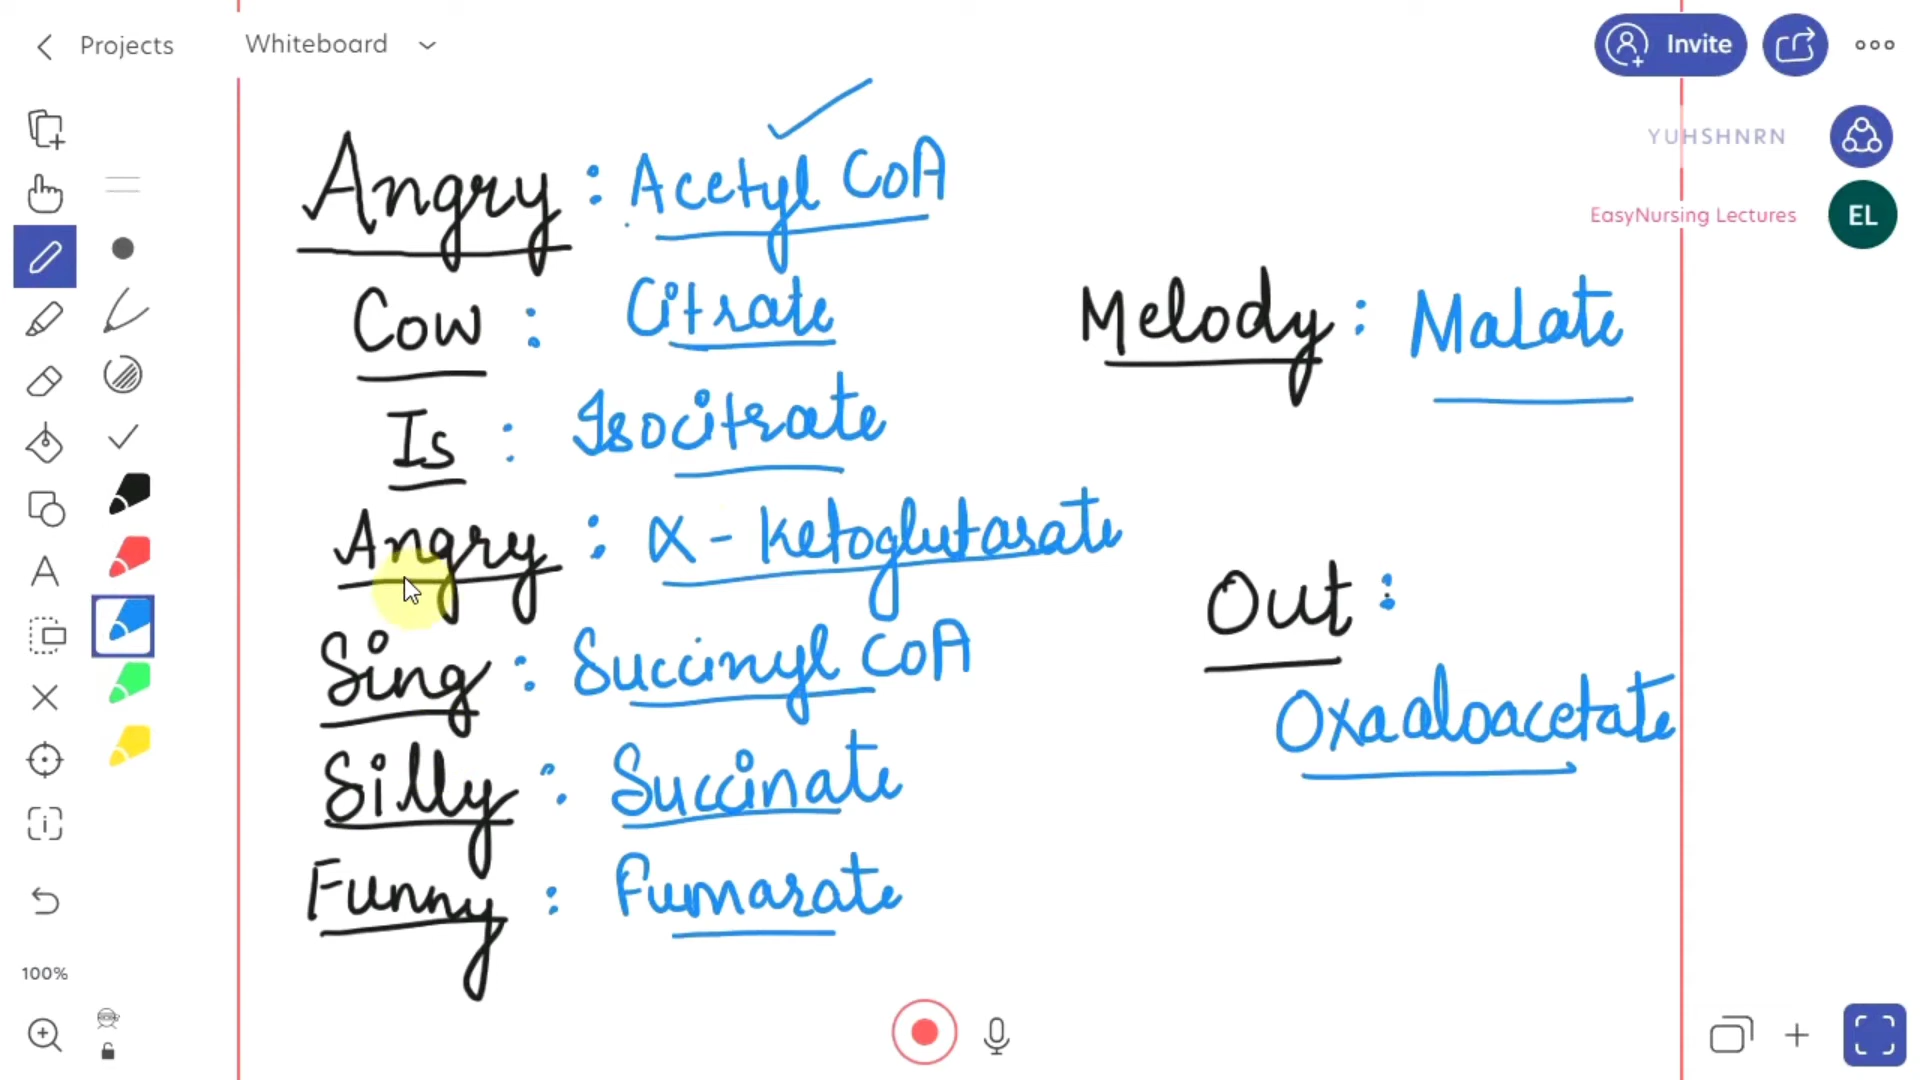 Projects
Whiteboard
Invite
YUHSHNRN
EasyNursing Lectures
EL
Angry : Acetyl CoA
Cow : Citrate
Is : Isocitrate
Angry : α - Ketoglutarate
Sing : Succinyl CoA
Silly : Succinate
Funny : Fumarate
Melody : Malate
Out :
Oxaaloacetate
100%